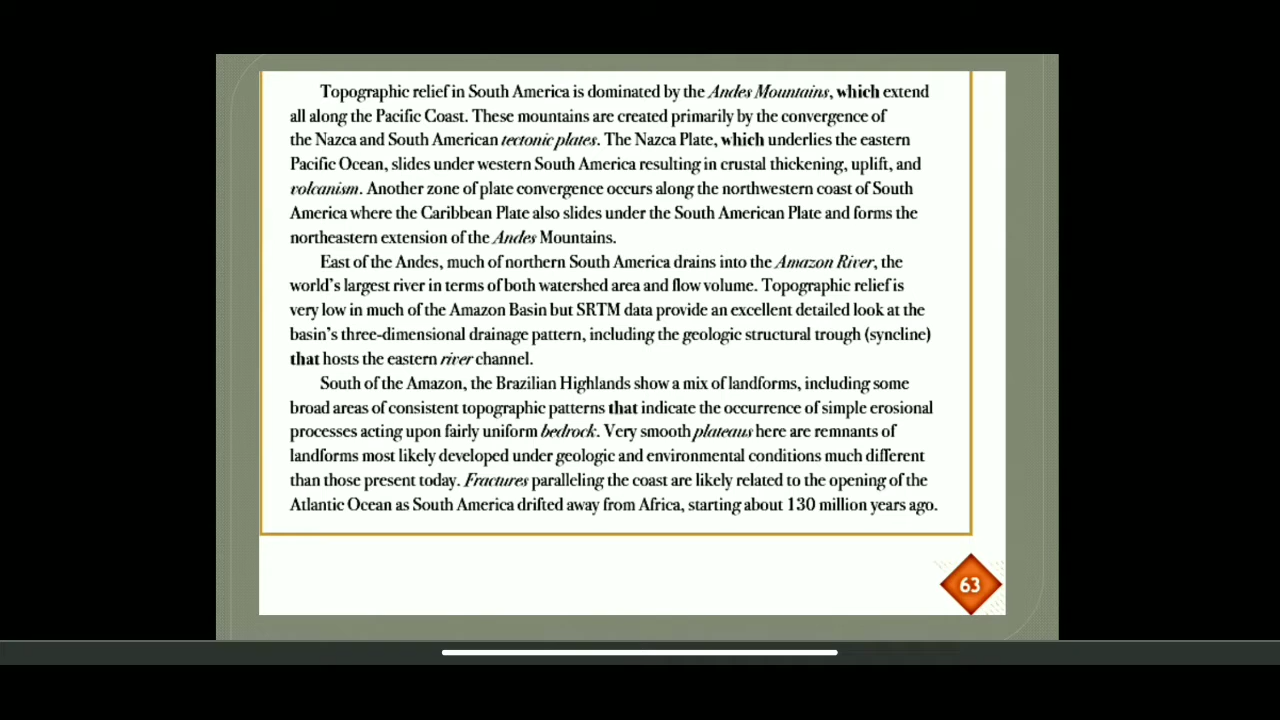 Topographic relief in South America is dominated by the Andes Mountains, which extend
all along the Pacific Coast. These mountains are created primarily by the convergence of
the Nazca and South American tectonic plates. The Nazca Plate, which underlies the eastern
Pacific Ocean, slides under western South America resulting in crustal thickening, uplift, and
volcanism. Another zone of plate convergence occurs along the northwestern coast of South
America where the Caribbean Plate also slides under the South American Plate and forms the
northeastern extension of the Andes Mountains.
East of the Andes, much of northern South America drains into the Amazon River, the
world's largest river in terms of both watershed area and flow volume. Topographic relief is
very low in much of the Amazon Basin but SRTM data provide an excellent detailed look at the
basin's three-dimensional drainage pattern, including the geologic structural trough (syncline)
that hosts the eastern river channel.
South of the Amazon, the Brazilian Highlands show a mix of landforms, including some
broad areas of consistent topographic patterns that indicate the occurrence of simple erosional
processes acting upon fairly uniform bedrock. Very smooth plateaus here are remnants of
landforms most likely developed under geologic and environmental conditions much different
than those present today. Fractures paralleling the coast are likely related to the opening of the
Atlantic Ocean as South America drifted away from Africa, starting about 130 million years ago.
63